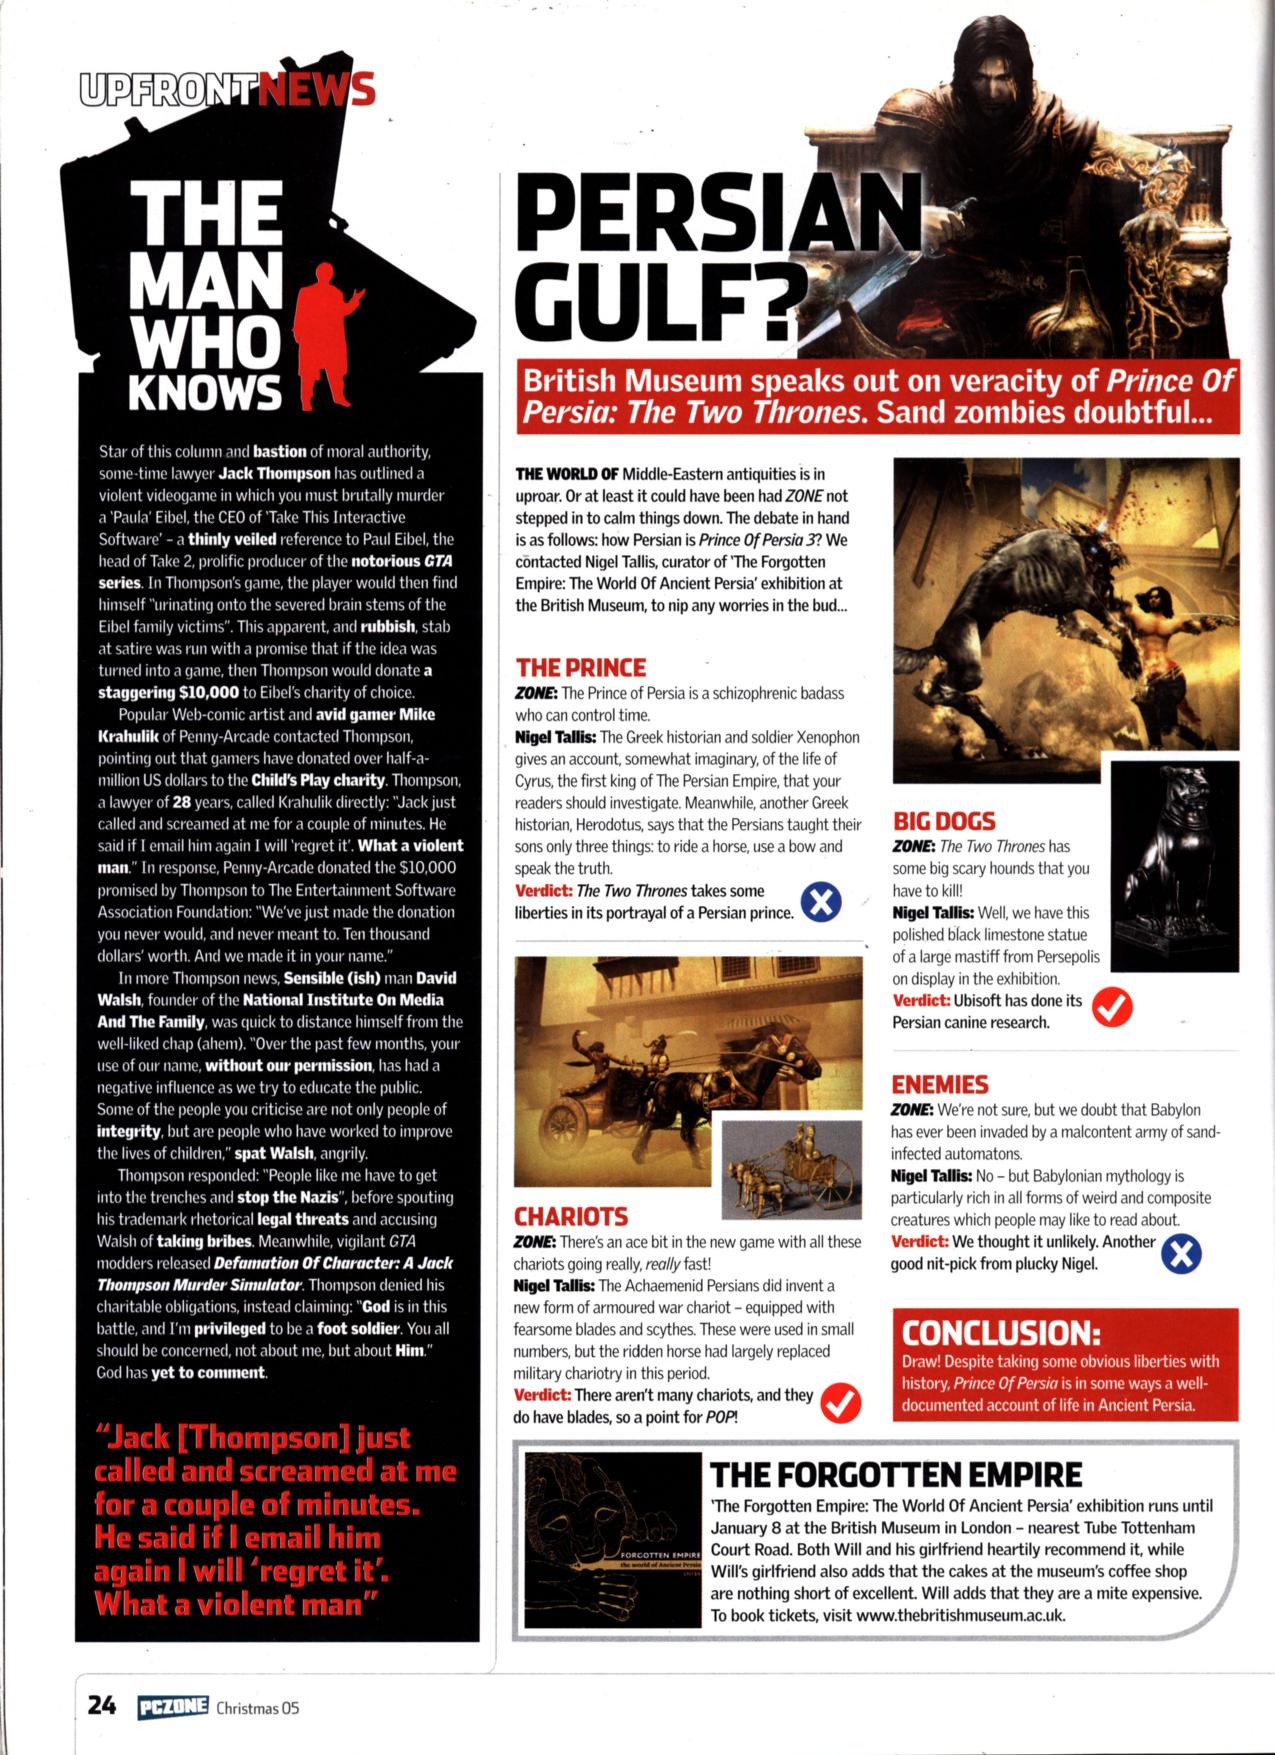 UPFRONTNEWS
THE
MAN
WHO
KNOWS
Star of this column and bastion of moral authority,
some-time lawyer Jack Thompson has outlined a
violent videogame in which you must brutally murder
a 'Paula' Eibel, the CEO of 'Take This Interactive
Software' – a thinly veiled reference to Paul Eibel, the
head of Take 2, prolific producer of the notorious GTA
series. In Thompson's game, the player would then find
himself "urinating onto the severed brain stems of the
Eibel family victims". This apparent, and rubbish, stab
at satire was run with a promise that if the idea was
turned into a game, then Thompson would donate a
staggering $10,000 to Eibel's charity of choice.
Popular Web-comic artist and avid gamer Mike
Krahulik of Penny-Arcade contacted Thompson,
pointing out that gamers have donated over half-a-
million US dollars to the Child's Play charity. Thompson,
a lawyer of 28 years, called Krahulik directly: "Jack just
called and screamed at me for a couple of minutes. He
said if I email him again I will 'regret it'. What a violent
man." In response, Penny-Arcade donated the $10,000
promised by Thompson to The Entertainment Software
Association Foundation: "We've just made the donation
you never would, and never meant to. Ten thousand
dollars' worth. And we made it in your name."
In more Thompson news, Sensible (ish) man David
Walsh, founder of the National Institute On Media
And The Family, was quick to distance himself from the
well-liked chap (ahem). "Over the past few months, your
use of our name, without our permission, has had a
negative influence as we try to educate the public.
Some of the people you criticise are not only people of
integrity, but are people who have worked to improve
the lives of children," spat Walsh, angrily.
Thompson responded: "People like me have to get
into the trenches and stop the Nazis", before spouting
his trademark rhetorical legal threats and accusing
Walsh of taking bribes. Meanwhile, vigilant GTA
modders released Defamation Of Character: A Jack
Thompson Murder Simulator. Thompson denied his
charitable obligations, instead claiming: "God is in this
battle, and I'm privileged to be a foot soldier. You all
should be concerned, not about me, but about Him."
God has yet to comment.
"Jack [Thompson] just
called and screamed at me
for a couple of minutes.
He said if I email him
again I will 'regret it'.
What a violent man"
PERSIAN
GULF?
British Museum speaks out on veracity of Prince Of
Persia: The Two Thrones. Sand zombies doubtful...
THE WORLD OF Middle-Eastern antiquities is in
uproar. Or at least it could have been had ZONE not
stepped in to calm things down. The debate in hand
is as follows: how Persian is Prince Of Persia 3? We
contacted Nigel Tallis, curator of 'The Forgotten
Empire: The World Of Ancient Persia' exhibition at
the British Museum, to nip any worries in the bud...
THE PRINCE
ZONE: The Prince of Persia is a schizophrenic badass
who can control time.
Nigel Tallis: The Greek historian and soldier Xenophon
gives an account, somewhat imaginary, of the life of
Cyrus, the first king of The Persian Empire, that your
readers should investigate. Meanwhile, another Greek
historian, Herodotus, says that the Persians taught their
sons only three things: to ride a horse, use a bow and
speak the truth.
Verdict: The Two Thrones takes some
liberties in its portrayal of a Persian prince.
CHARIOTS
ZONE: There's an ace bit in the new game with all these
chariots going really, really fast!
Nigel Tallis: The Achaemenid Persians did invent a
new form of armoured war chariot – equipped with
fearsome blades and scythes. These were used in small
numbers, but the ridden horse had largely replaced
military chariotry in this period.
Verdict: There aren't many chariots, and they
do have blades, so a point for POP!
BIG DOGS
ZONE: The Two Thrones has
some big scary hounds that you
have to kill!
Nigel Tallis: Well, we have this
polished black limestone statue
of a large mastiff from Persepolis
on display in the exhibition.
Verdict: Ubisoft has done its
Persian canine research.
ENEMIES
ZONE: We're not sure, but we doubt that Babylon
has ever been invaded by a malcontent army of sand-
infected automatons.
Nigel Tallis: No – but Babylonian mythology is
particularly rich in all forms of weird and composite
creatures which people may like to read about.
Verdict: We thought it unlikely. Another
good nit-pick from plucky Nigel.
CONCLUSION:
Draw! Despite taking some obvious liberties with
history, Prince Of Persia is in some ways a well-
documented account of life in Ancient Persia.
FORGOTTEN EMPIRE
the world of Ancient Persia
THE FORGOTTEN EMPIRE
'The Forgotten Empire: The World Of Ancient Persia' exhibition runs until
January 8 at the British Museum in London – nearest Tube Tottenham
Court Road. Both Will and his girlfriend heartily recommend it, while
Will's girlfriend also adds that the cakes at the museum's coffee shop
are nothing short of excellent. Will adds that they are a mite expensive.
To book tickets, visit www.thebritishmuseum.ac.uk.
24 PCZONE Christmas 05